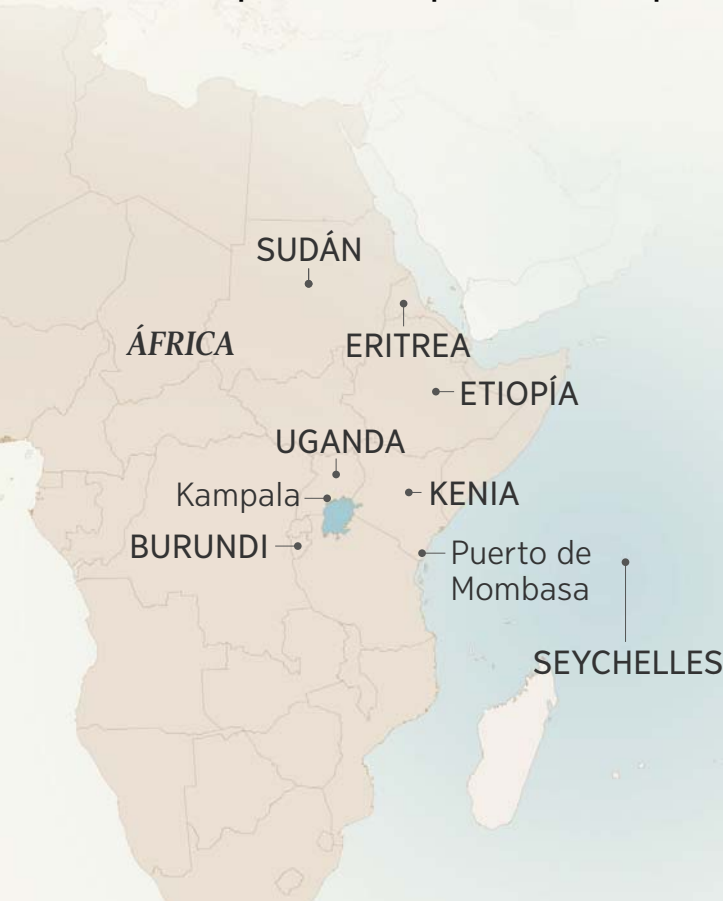 SUDÁN
ÁFRICA
ERITREA
ETIOPÍA
UGANDA
Kampala
KENIA
BURUNDI
Puerto de
Mombasa
SEYCHELLES